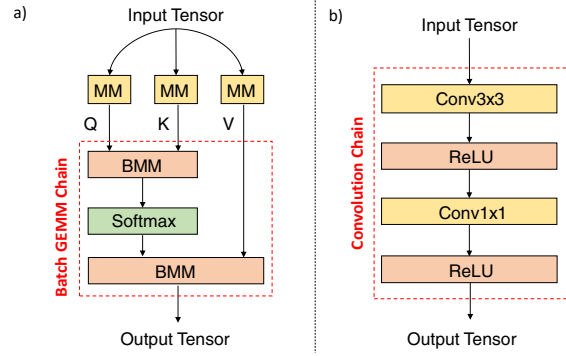 a)
Input Tensor
MM
MM
MM
Q
K
V
Batch GEMM Chain
BMM
Softmax
BMM
Output Tensor
b)
Input Tensor
Convolution Chain
Conv3x3
ReLU
Conv1x1
ReLU
Output Tensor